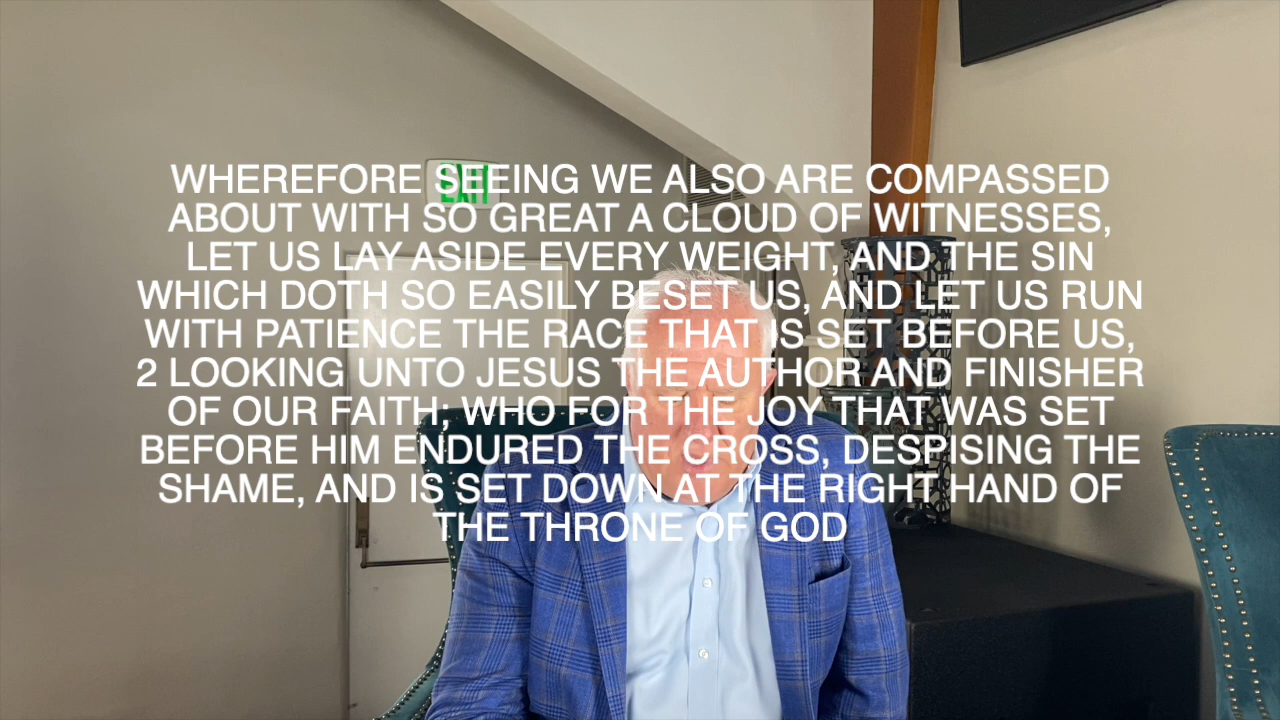 EXIT
WHEREFORE SEEING WE ALSO ARE COMPASSED
ABOUT WITH SO GREAT A CLOUD OF WITNESSES,
LET US LAY ASIDE EVERY WEIGHT, AND THE SIN
WHICH DOTH SO EASILY BESET US, AND LET US RUN
WITH PATIENCE THE RACE THAT IS SET BEFORE US,
2 LOOKING UNTO JESUS THE AUTHOR AND FINISHER
OF OUR FAITH; WHO FOR THE JOY THAT WAS SET
BEFORE HIM ENDURED THE CROSS, DESPISING THE
SHAME, AND IS SET DOWN AT THE RIGHT HAND OF
THE THRONE OF GOD